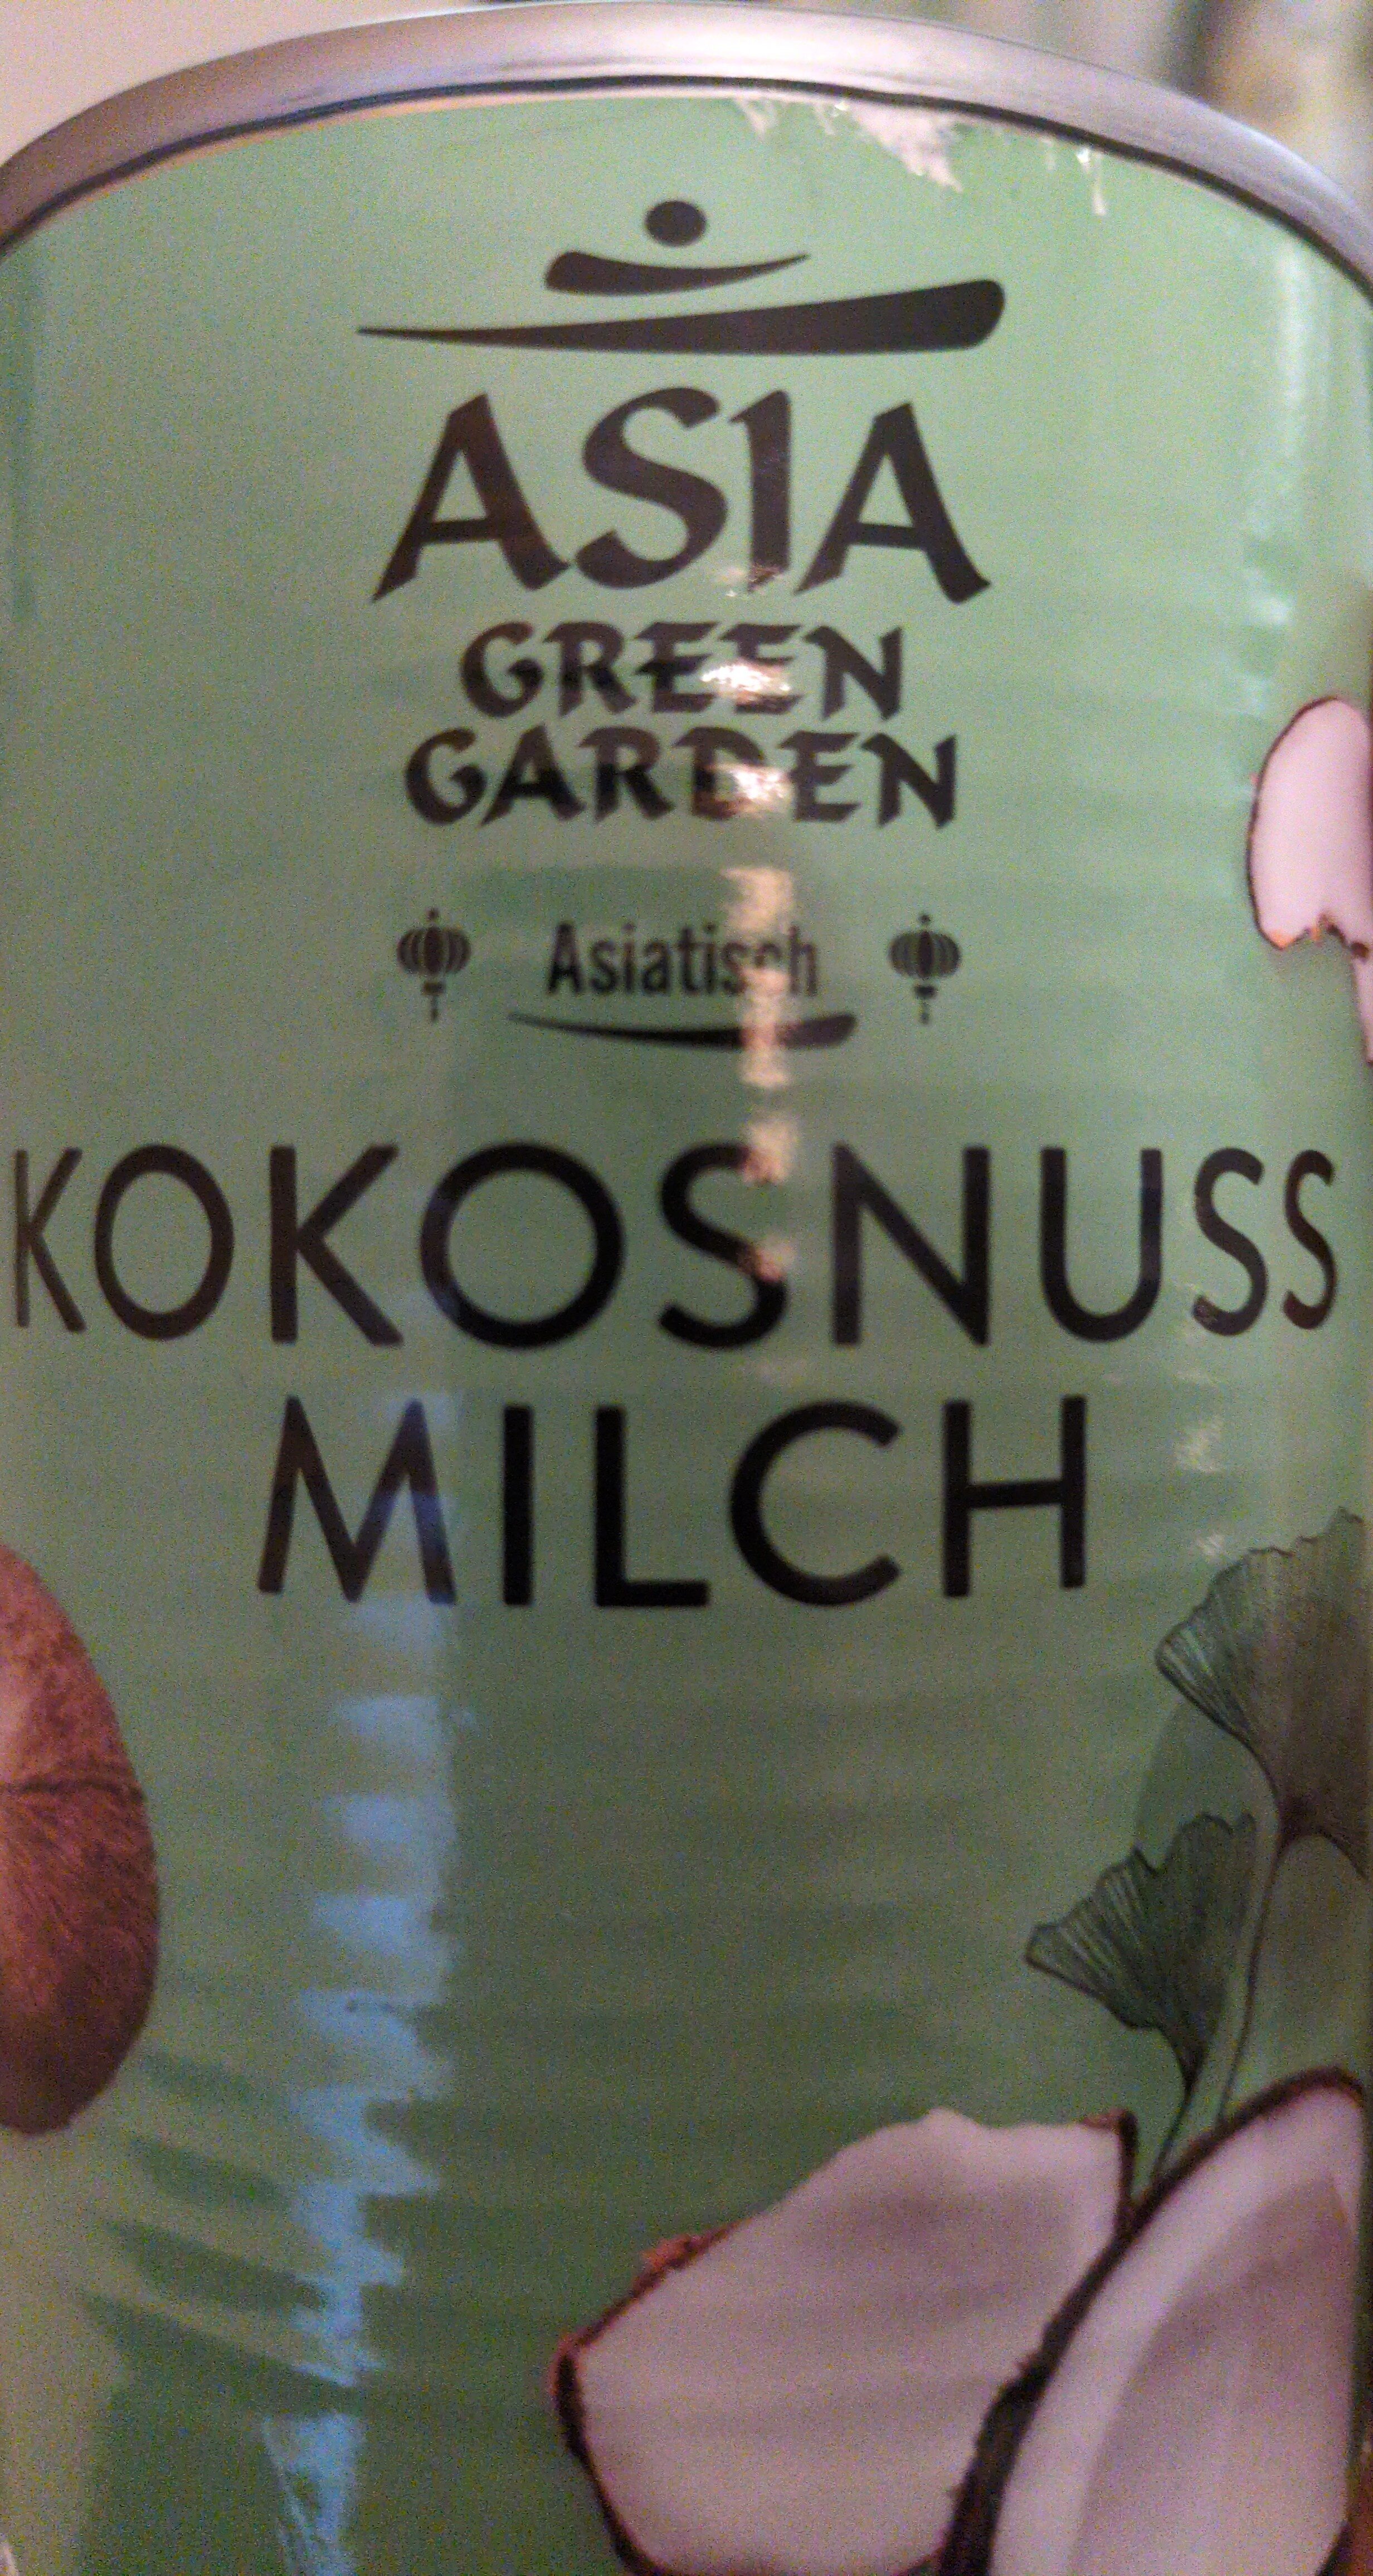 ASIA
GREEN
GARDEN
Asiatisch
KOKOSNUSS
MILCH